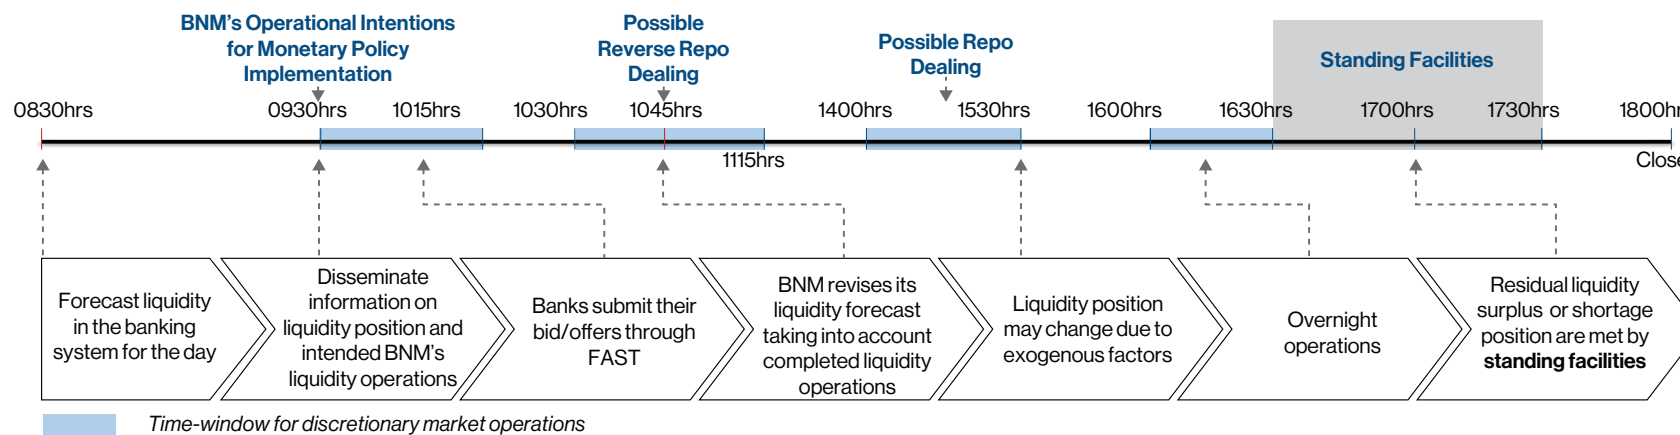 BNM's Operational Intentions
for Monetary Policy
Implementation
Possible
Reverse Repo
Dealing
Possible Repo
Dealing
Standing Facilities
0830hrs
0930hrs
1015hrs
1030hrs
1045hrs
1400hrs
1530hrs
1600hrs
1630hrs
1700hrs
1730hrs
1800hr
1115hrs
Close
Forecast liquidity
in the banking
system for the day
Disseminate
information on
liquidity position and
intended BNM's
liquidity operations
Banks submit their
bid/offers through
FAST
BNM revises its
liquidity forecast
taking into account
completed liquidity
operations
Liquidity position
may change due to
exogenous factors
Overnight
operations
Residual liquidity
surplus or shortage
position are met by
standing facilities
Time-window for discretionary market operations